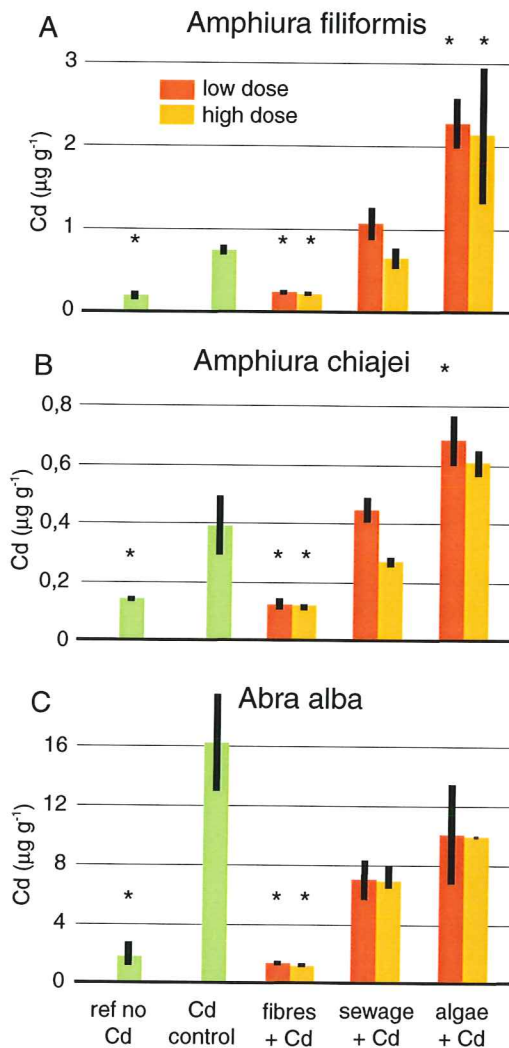 A Amphiura filiformis
* *
3
low dose
high dose
2
Cd (µg g⁻¹)
1
* * *
0
B Amphiura chiajei *
0,8
0,6
Cd (µg g⁻¹)
0,4
* * *
0,2
0
C Abra alba
16
12
Cd (µg g⁻¹)
8
* * *
4
0
ref no Cd fibres sewage algae
Cd control + Cd + Cd + Cd